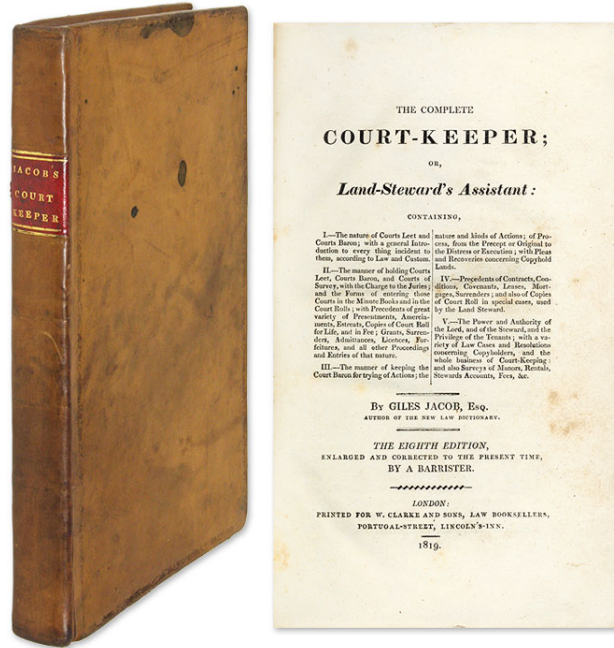 JACOB'S
COURT
KEEPER
THE COMPLETE
COURT-KEEPER;
OR,
Land-Steward's Assistant:
CONTAINING,
I.—The nature of Courts Leet and
Courts Baron; with a general Intro-
duction to every thing incident to
them, according to Law and Custom.
II.—The manner of holding Courts
Leet, Courts Baron, and Courts of
Survey, with the Charge to the Juries;
and the Forms of entering those
Courts in the Minute Books and in the
Court Rolls; with Precedents of great
variety of Presentments, Amercia-
ments, Estreats, Copies of Court Roll
for Life, and in Fee; Grants, Surren-
ders, Admittances, Licences, For-
feitures, and all other Proceedings
and Entries of that nature.
III.—The manner of keeping the
Court Baron for trying of Actions; the
nature and kinds of Actions; of Pro-
cess, from the Precept or Original to
the Distress or Execution; with Pleas
and Recoveries concerning Copyhold
Lands.
IV.—Precedents of Contracts, Con-
ditions, Covenants, Leases, Mort-
gages, Surrenders; and also of Copies
of Court Roll in special cases, used
by the Land Steward.
V.—The Power and Authority of
the Lord, and of the Steward, and the
Privilege of the Tenants; with a va-
riety of Law Cases and Resolutions
concerning Copyholders, and the
whole business of Court-Keeping:
and also Surveys of Manors, Rentals,
Stewards Accounts, Fees, &c.
By GILES JACOB, Esq.
AUTHOR OF THE NEW LAW DICTIONARY.
THE EIGHTH EDITION,
ENLARGED AND CORRECTED TO THE PRESENT TIME,
BY A BARRISTER.
LONDON:
PRINTED FOR W. CLARKE AND SONS, LAW BOOKSELLERS,
PORTUGAL-STREET, LINCOLN'S-INN.
1819.